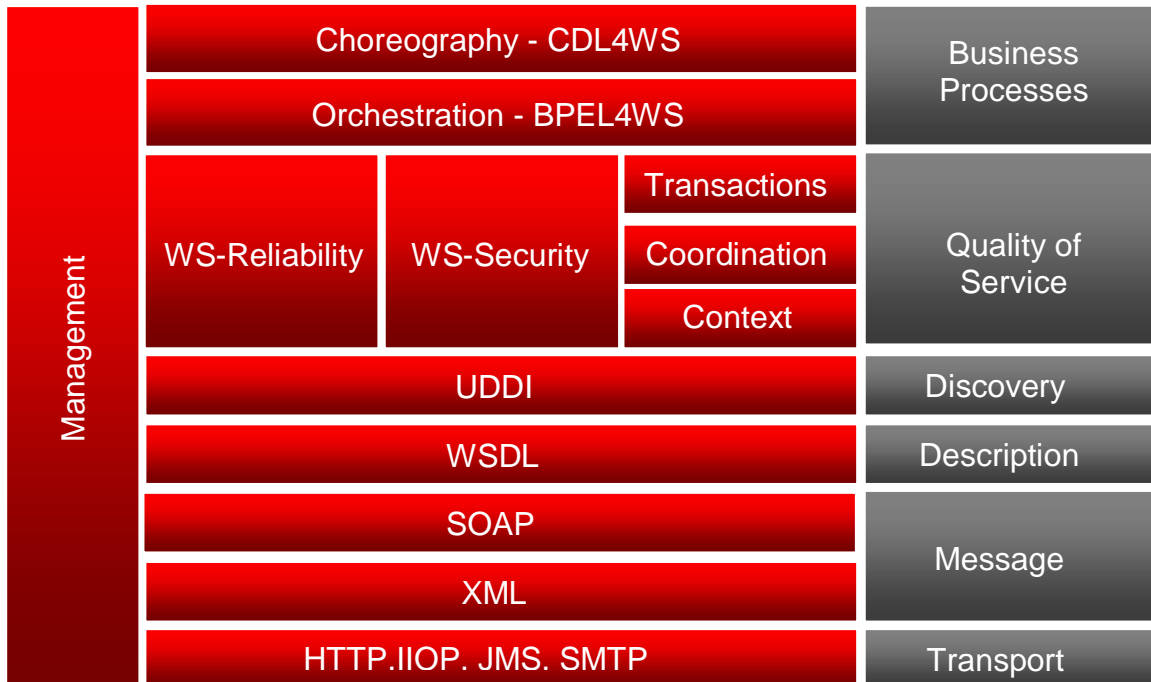 Management
Choreography - CDL4WS
Orchestration - BPEL4WS
Business
Processes
WS-Reliability
WS-Security
Transactions
Coordination
Context
Quality of
Service
UDDI
Discovery
WSDL
Description
SOAP
XML
Message
HTTP.IIOP. JMS. SMTP
Transport